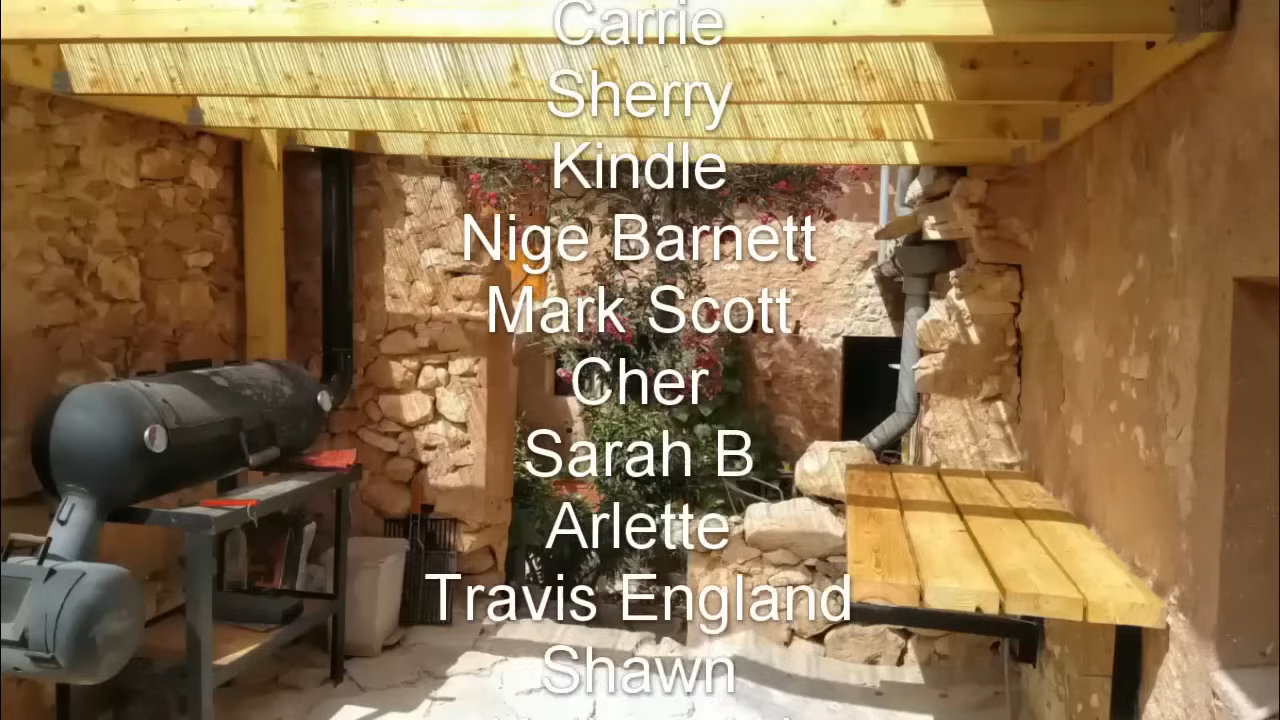 Carrie
Sherry
Kindle
Nige Barnett
Mark Scott
Cher
Sarah B
Arlette
Travis England
Shawn